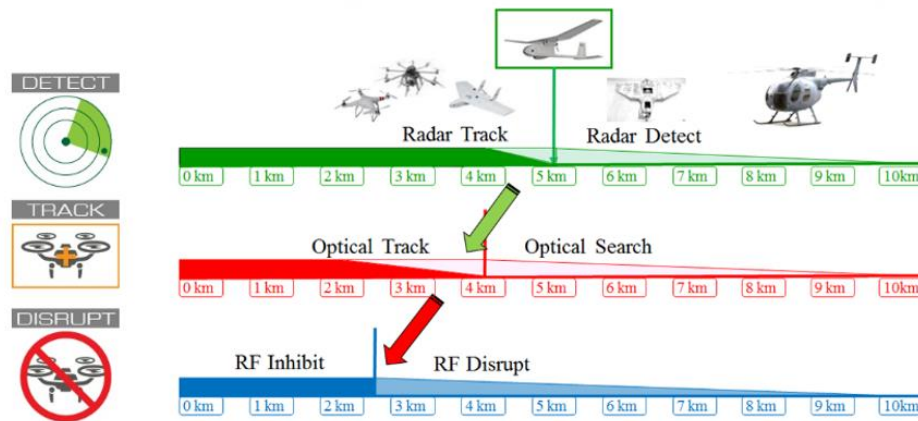 DETECT
Radar Track Radar Detect
0 km 1 km 2 km 3 km 4 km 5 km 6 km 7 km 8 km 9 km 10km
TRACK
Optical Track Optical Search
0 km 1 km 2 km 3 km 4 km 5 km 6 km 7 km 8 km 9 km 10km
DISRUPT
RF Inhibit RF Disrupt
0 km 1 km 2 km 3 km 4 km 5 km 6 km 7 km 8 km 9 km 10km